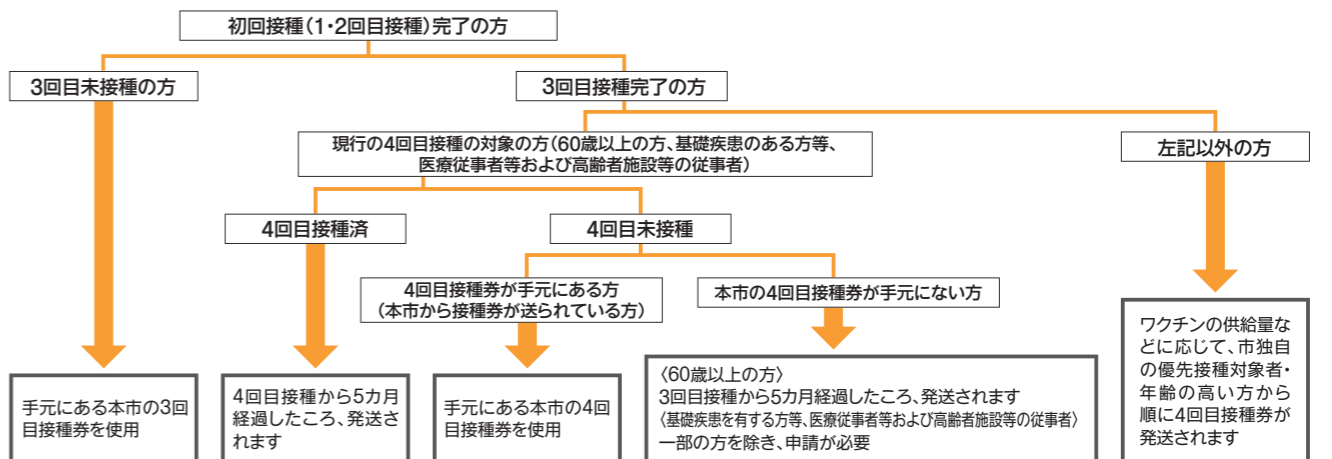 初回接種（1・2回目接種）完了の方
3回目未接種の方
3回目接種完了の方
現行の4回目接種の対象の方（60歳以上の方、基礎疾患のある方等、
医療従事者等および高齢者施設等の従事者）
左記以外の方
4回目接種済
4回目未接種
4回目接種券が手元にある方
（本市から接種券が送られている方）
本市の4回目接種券が手元にない方
手元にある本市の3回
目接種券を使用
4回目接種から5カ月
経過したころ、発送さ
れます
手元にある本市の4回
目接種券を使用
〈60歳以上の方〉
3回目接種から5カ月経過したころ、発送されます
〈基礎疾患を有する方等、医療従事者等および高齢者施設等の従事者〉
一部の方を除き、申請が必要
ワクチンの供給量な
どに応じて、市独自
の優先接種対象者・
年齢の高い方から
順に4回目接種券が
発送されます